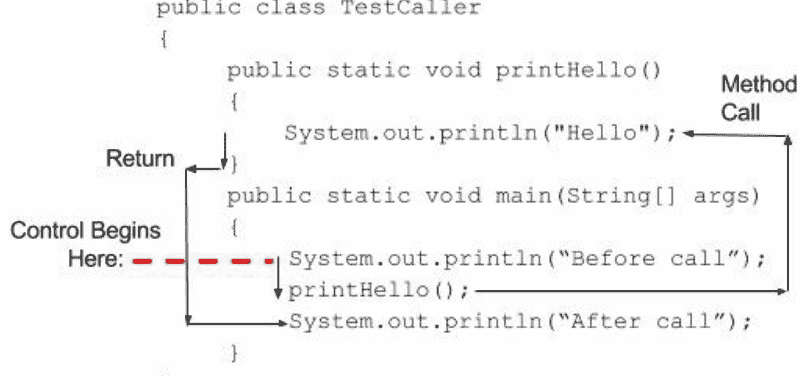 public class TestCaller
{
public static void printHello()
Method
Call
{
System.out.println("Hello");
Return
}
public static void main(String[] args)
Control Begins
Here:
{
System.out.println(“Before call”);
printHello();
System.out.println(“After call”);
}